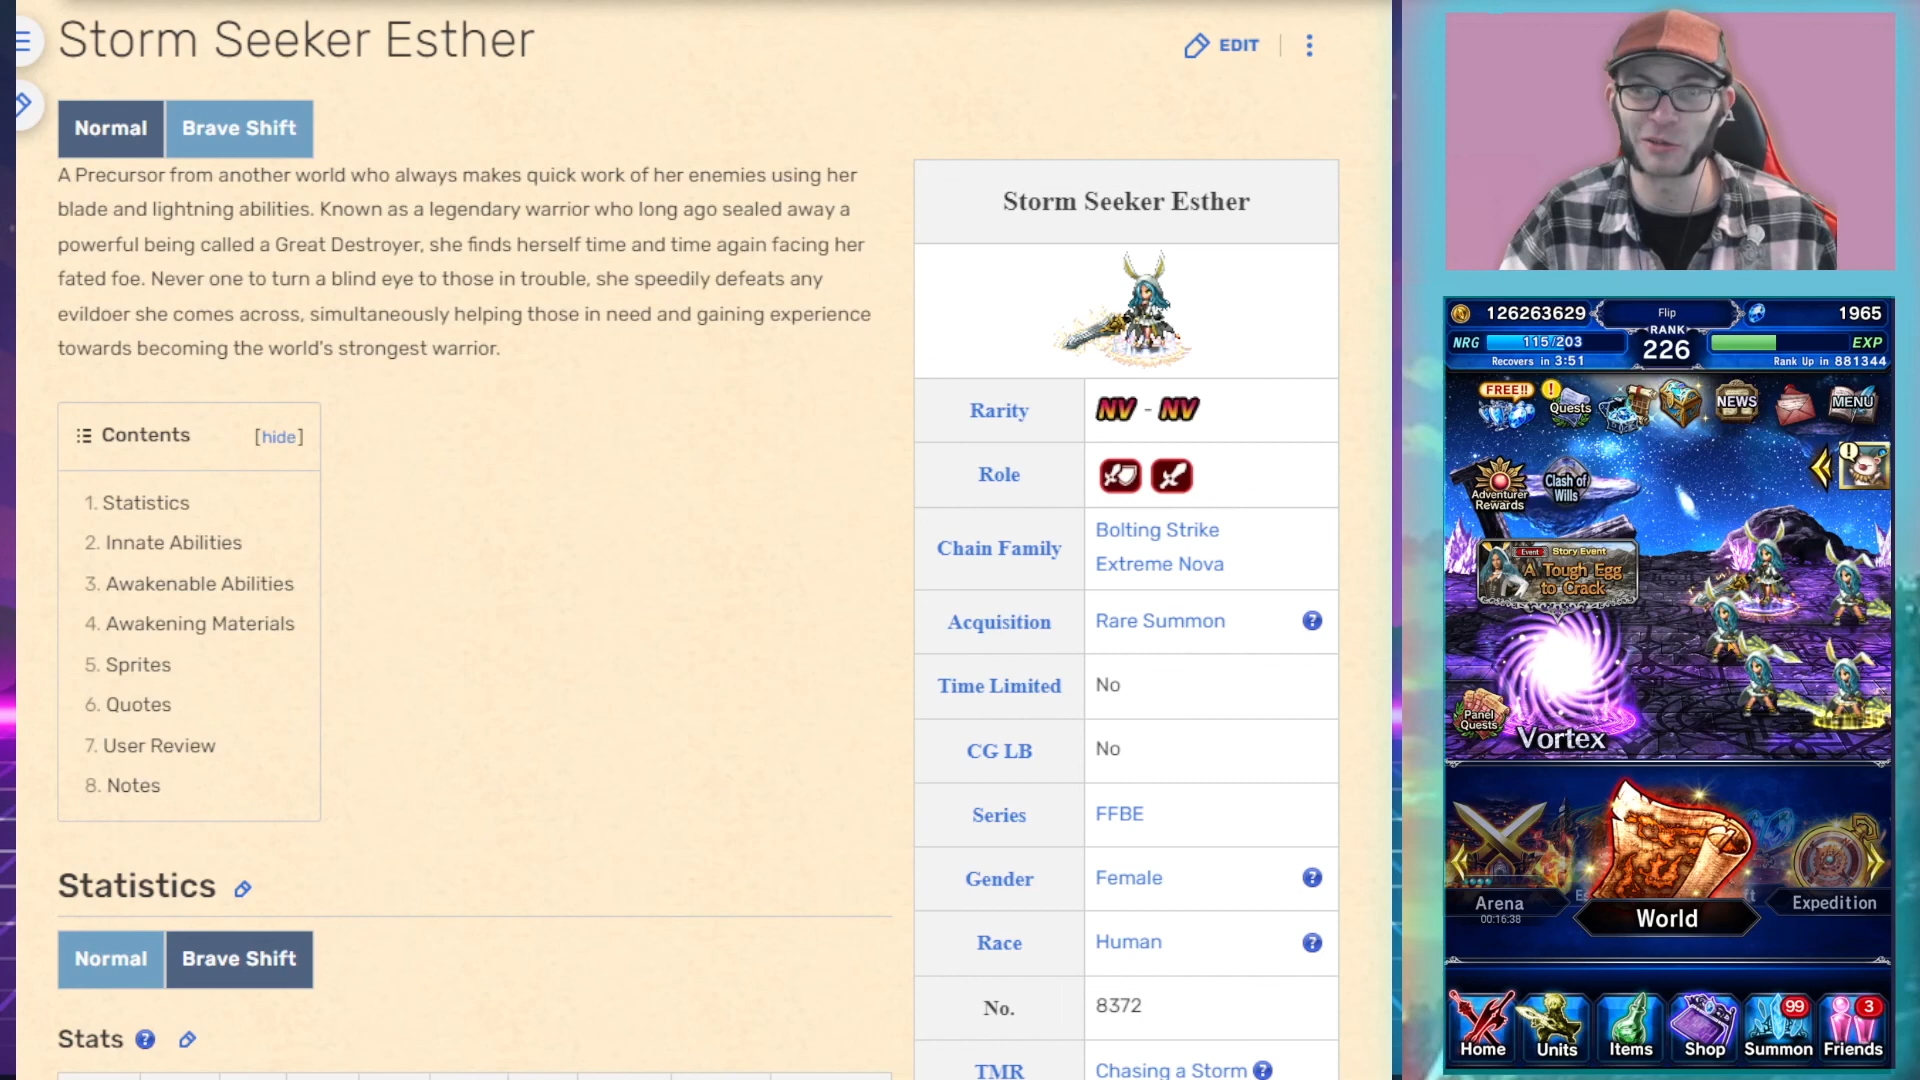 Storm Seeker Esther
EDIT
Normal
Brave Shift
A Precursor from another world who always makes quick work of her enemies using her
blade and lightning abilities. Known as a legendary warrior who long ago sealed away a
powerful being called a Great Destroyer, she finds herself time and time again facing her
fated foe. Never one to turn a blind eye to those in trouble, she speedily defeats any
evildoer she comes across, simultaneously helping those in need and gaining experience
towards becoming the world's strongest warrior.
Contents [hide]
1. Statistics
2. Innate Abilities
3. Awakenable Abilities
4. Awakening Materials
5. Sprites
6. Quotes
7. User Review
8. Notes
Statistics
Normal
Brave Shift
Stats
Storm Seeker Esther
Rarity NV - NV
Role
Chain Family Bolting Strike
Extreme Nova
Acquisition Rare Summon
Time Limited No
CG LB No
Series FFBE
Gender Female
Race Human
No. 8372
TMR Chasing a Storm
126263629
Flip
1965
NRG 115/203
RANK
226
EXP
Recovers in 3:51
Rank Up in 881344
FREE!!
Quests
NEWS
MENU
Adventurer
Rewards
Clash of
Wills
Event Story Event
A Tough Egg
to Crack
Panel
Quests
Vortex
Arena
00:16:38
World
Expedition
Home
Units
Items
Shop
99
Summon
3
Friends